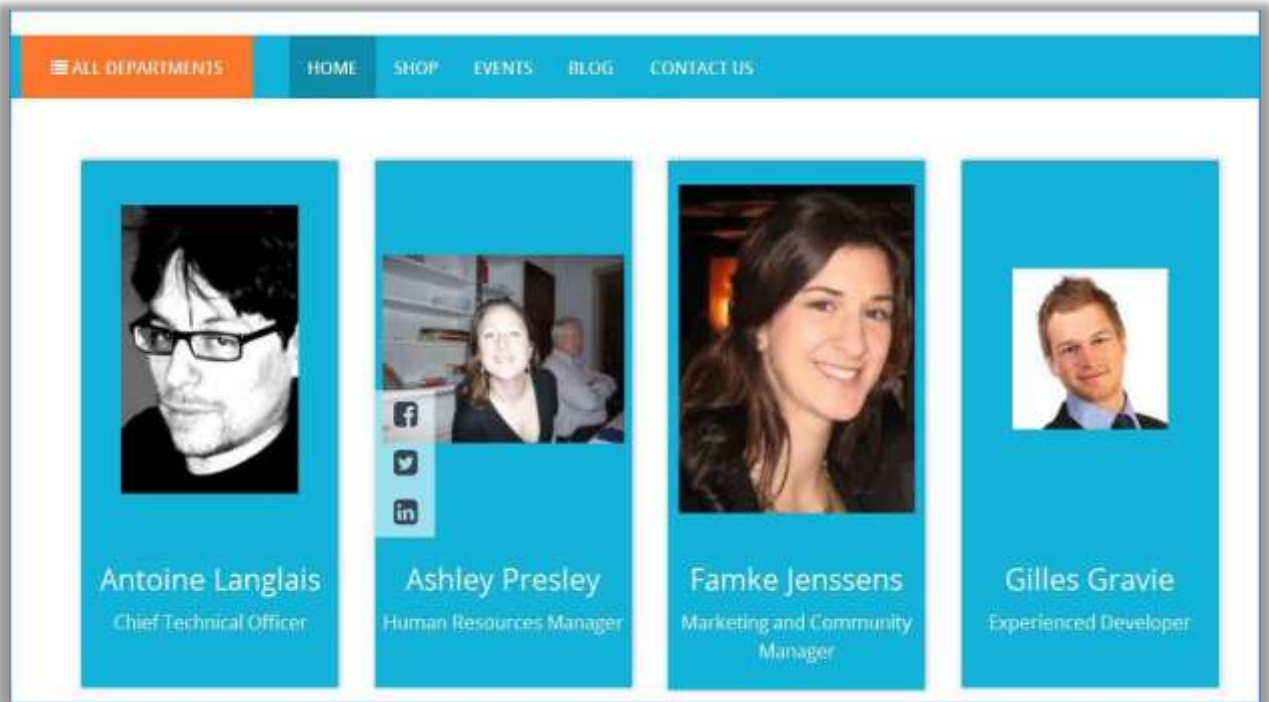 ALL DEPARTMENTS
HOME
SHOP
EVENTS
BLOG
CONTACT US
Antoine Langlais
Chief Technical Officer
Ashley Presley
Human Resources Manager
Famke Jenssens
Marketing and Community
Manager
Gilles Gravie
Experienced Developer